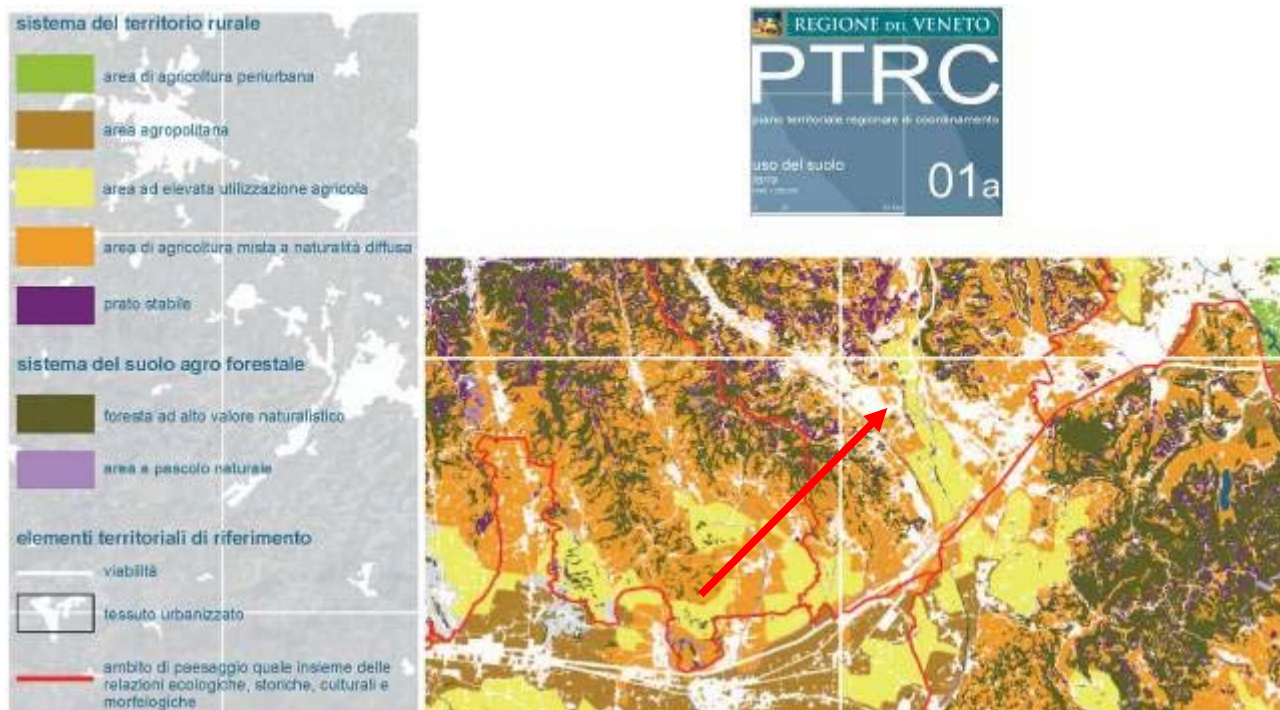 sistema del territorio rurale
area di agricoltura periurbana
area agropolitana
area ad elevata utilizzazione agricola
area di agricoltura mista a naturalità diffusa
prato stabile
sistema del suolo agro forestale
foresta ad alto valore naturalistico
area a pascolo naturale
elementi territoriali di riferimento
viabilità
tessuto urbanizzato
ambito di paesaggio quale insieme delle
relazioni ecologiche, storiche, culturali e
morfologiche
REGIONE DEL VENETO
PTRC
piano territoriale regionale di coordinamento
uso del suolo
01a